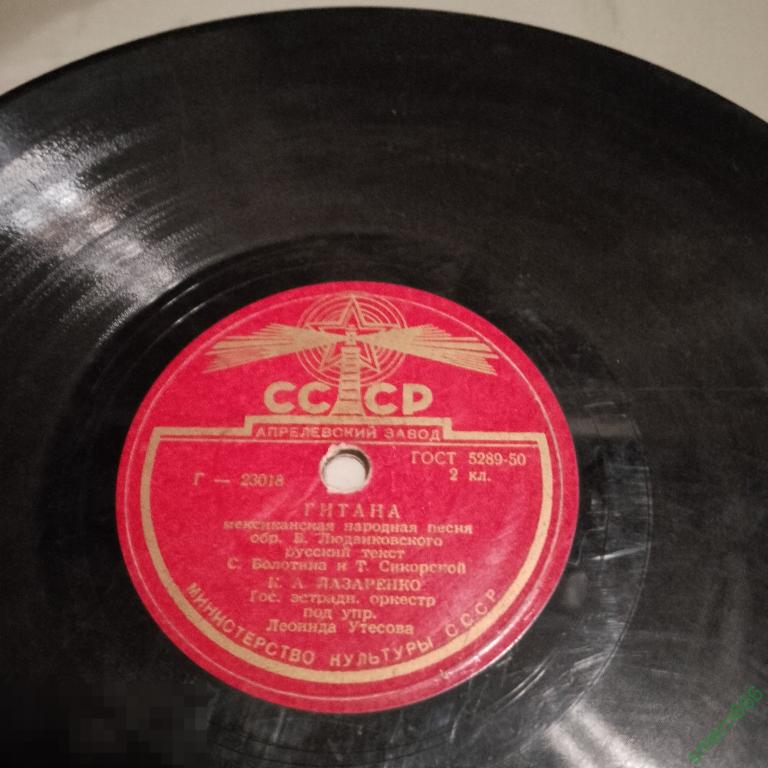 СССР
АПРЕЛЕВСКИЙ ЗАВОД
ГОСТ 5289-50
Г — 23018
2 кл.
ГИТАНА
мексиканская народная песня
обр. В. Людвиковского
русский текст
С. Болотина и Т. Сикорской
К. А. ЛАЗАРЕНКО
Гос. эстрадн. оркестр
под упр.
Леонида Утесова
МИНИСТЕРСТВО КУЛЬТУРЫ СССР